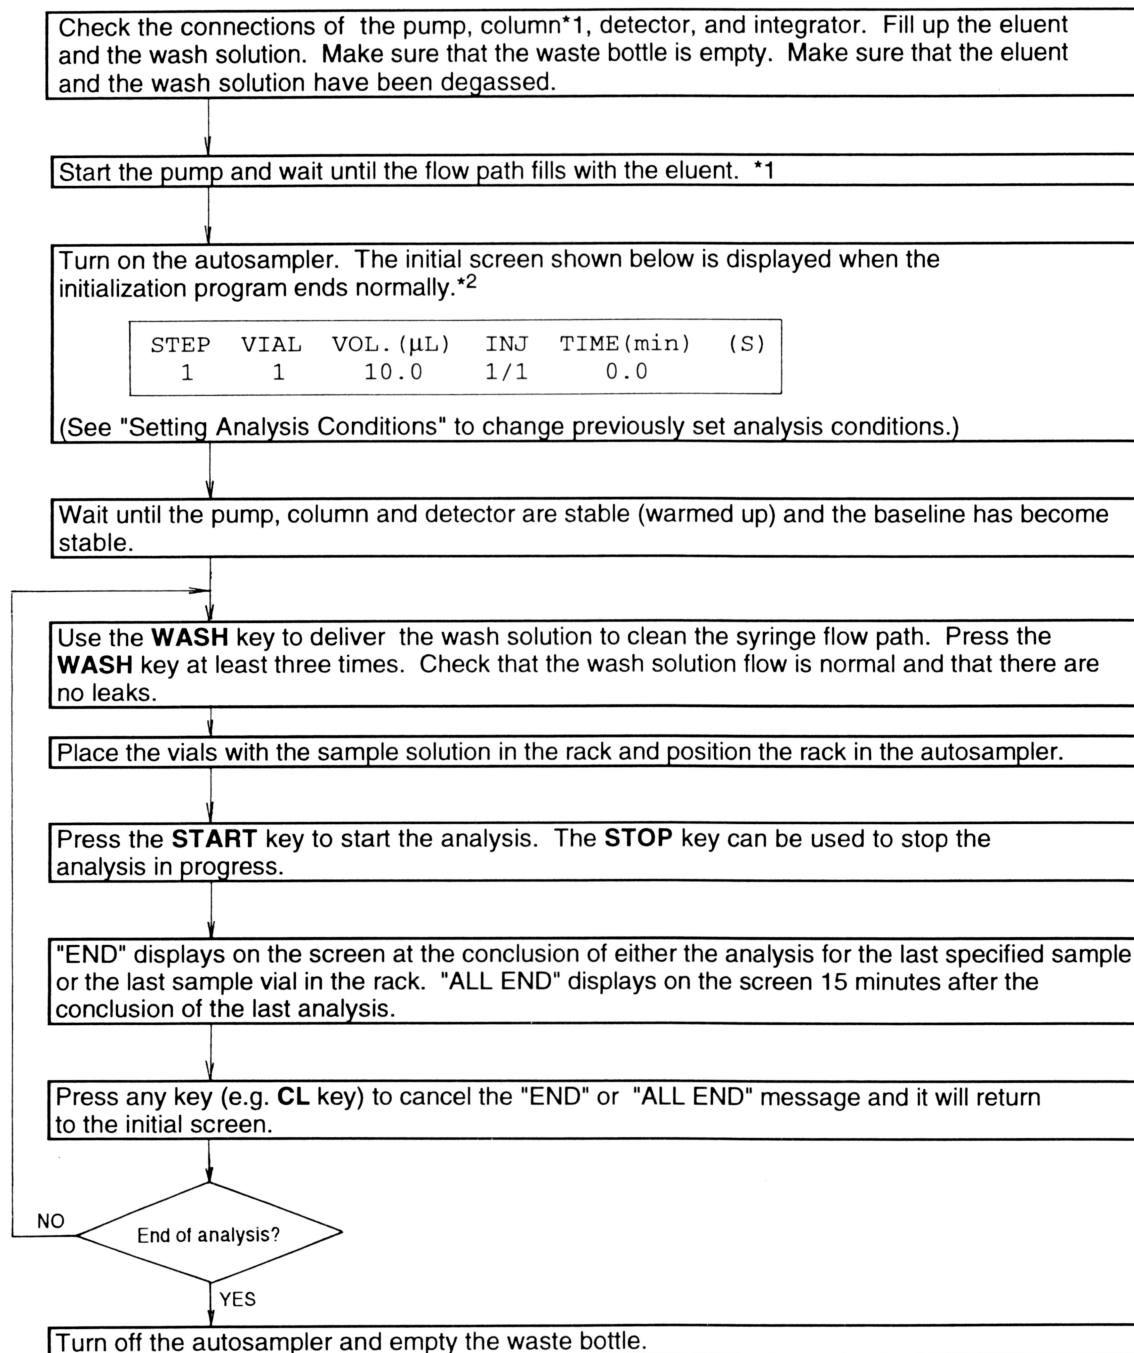 Check the connections of the pump, column*1, detector, and integrator. Fill up the eluent
and the wash solution. Make sure that the waste bottle is empty. Make sure that the eluent
and the wash solution have been degassed.
Start the pump and wait until the flow path fills with the eluent. *1
Turn on the autosampler. The initial screen shown below is displayed when the
initialization program ends normally.*2
STEP VIAL VOL.(µL) INJ TIME(min) (S)
1 1 10.0 1/1 0.0
(See "Setting Analysis Conditions" to change previously set analysis conditions.)
Wait until the pump, column and detector are stable (warmed up) and the baseline has become
stable.
Use the WASH key to deliver the wash solution to clean the syringe flow path. Press the
WASH key at least three times. Check that the wash solution flow is normal and that there are
no leaks.
Place the vials with the sample solution in the rack and position the rack in the autosampler.
Press the START key to start the analysis. The STOP key can be used to stop the
analysis in progress.
"END" displays on the screen at the conclusion of either the analysis for the last specified sample
or the last sample vial in the rack. "ALL END" displays on the screen 15 minutes after the
conclusion of the last analysis.
Press any key (e.g. CL key) to cancel the "END" or "ALL END" message and it will return
to the initial screen.
NO
End of analysis?
YES
Turn off the autosampler and empty the waste bottle.